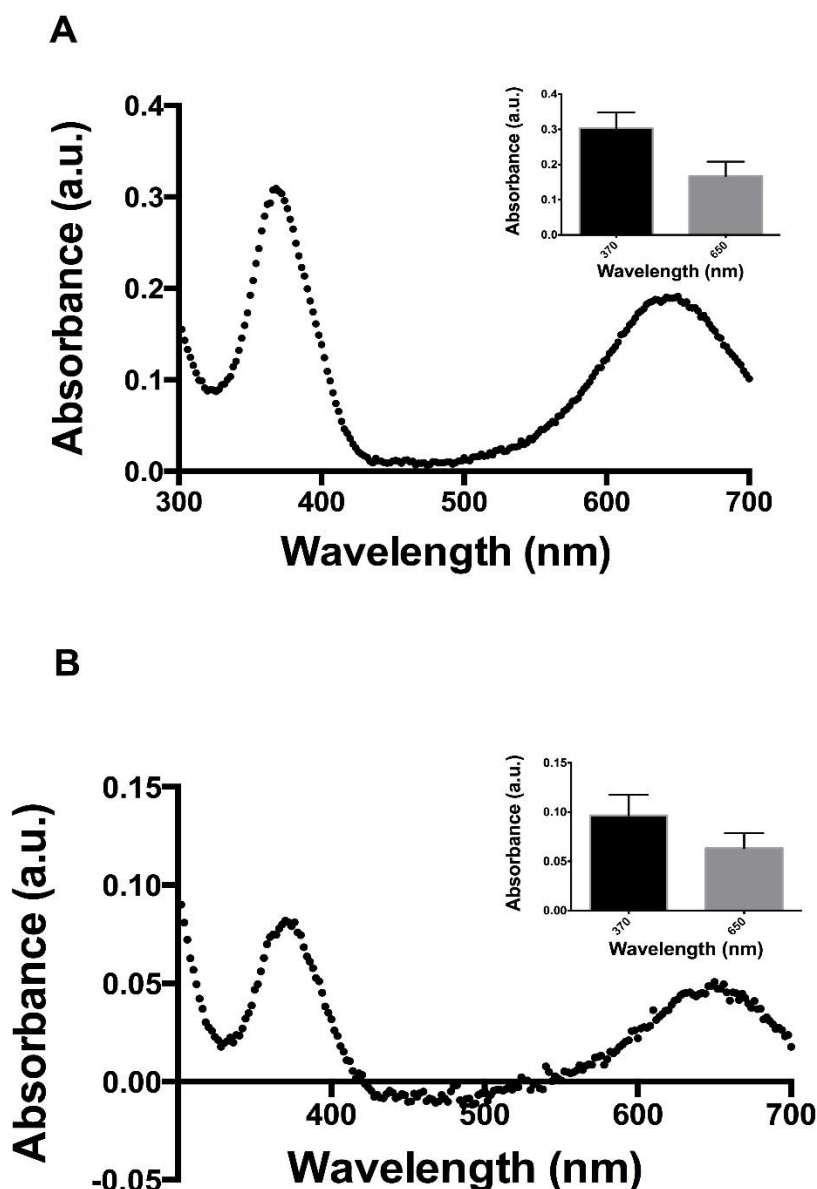 A
Absorbance (a.u.)
0.4
0.3
0.2
0.1
0.0
300 400 500 600 700
Wavelength (nm)
Absorbance (a.u.)
0.4
0.3
0.2
0.1
0.0
370 650
Wavelength (nm)
B
Absorbance (a.u.)
0.15
0.10
0.05
0.00
-0.05
400 500 600 700
Wavelength (nm)
Absorbance (a.u.)
0.15
0.10
0.05
0.00
370 650
Wavelength (nm)